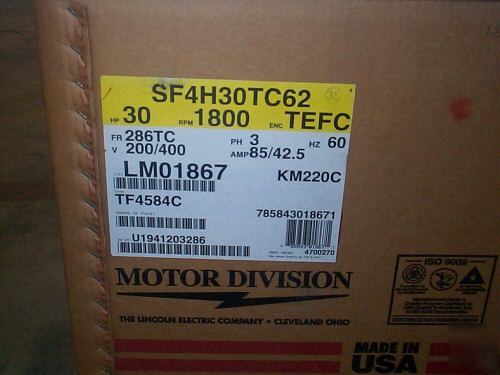 SF4H30TC62
HP 30 RPM 1800 ENC TEFC
FR 286TC PH 3 HZ 60
V 200/400 AMP 85/42.5
LM01867 KM220C
TF4584C
785843018671
U1941203286
4700270
MOTOR DIVISION
THE LINCOLN ELECTRIC COMPANY • CLEVELAND OHIO
ISO 9002
MADE IN
USA